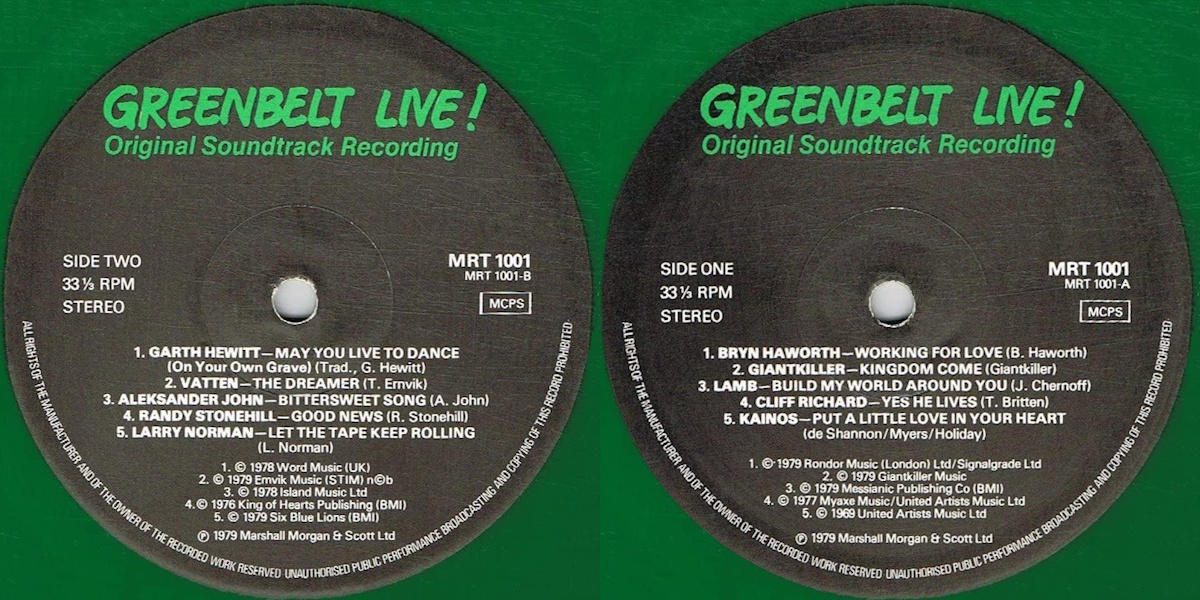 GREENBELT LIVE!
Original Soundtrack Recording
SIDE TWO
33⅓ RPM
STEREO
MRT 1001
MRT 1001-B
MCPS
1. GARTH HEWITT—MAY YOU LIVE TO DANCE
(On Your Own Grave) (Trad., G. Hewitt)
2. VATTEN—THE DREAMER (T. Ernvik)
3. ALEKSANDER JOHN—BITTERSWEET SONG (A. John)
4. RANDY STONEHILL—GOOD NEWS (R. Stonehill)
5. LARRY NORMAN—LET THE TAPE KEEP ROLLING
(L. Norman)
1. © 1978 Word Music (UK)
2. © 1979 Emvik Music (STIM) n©b
3. © 1978 Island Music Ltd
4. © 1976 King of Hearts Publishing (BMI)
5. © 1979 Six Blue Lions (BMI)
℗ 1979 Marshall Morgan & Scott Ltd
ALL RIGHTS OF THE MANUFACTURER AND OF THE OWNER OF THE RECORDED WORK RESERVED UNAUTHORISED PUBLIC PERFORMANCE BROADCASTING AND COPYING OF THIS RECORD PROHIBITED
GREENBELT LIVE!
Original Soundtrack Recording
SIDE ONE
33⅓ RPM
STEREO
MRT 1001
MRT 1001-A
MCPS
1. BRYN HAWORTH—WORKING FOR LOVE (B. Haworth)
2. GIANTKILLER—KINGDOM COME (Giantkiller)
3. LAMB—BUILD MY WORLD AROUND YOU (J. Chernoff)
4. CLIFF RICHARD—YES HE LIVES (T. Britten)
5. KAINOS—PUT A LITTLE LOVE IN YOUR HEART
(de Shannon/Myers/Holiday)
1. © 1979 Rondor Music (London) Ltd/Signalgrade Ltd
2. © 1979 Giantkiller Music
3. © 1979 Messianic Publishing Co (BMI)
4. © 1977 Myaxe Music/United Artists Music Ltd
5. © 1969 United Artists Music Ltd
℗ 1979 Marshall Morgan & Scott Ltd
ALL RIGHTS OF THE MANUFACTURER AND OF THE OWNER OF THE RECORDED WORK RESERVED UNAUTHORISED PUBLIC PERFORMANCE BROADCASTING AND COPYING OF THIS RECORD PROHIBITED